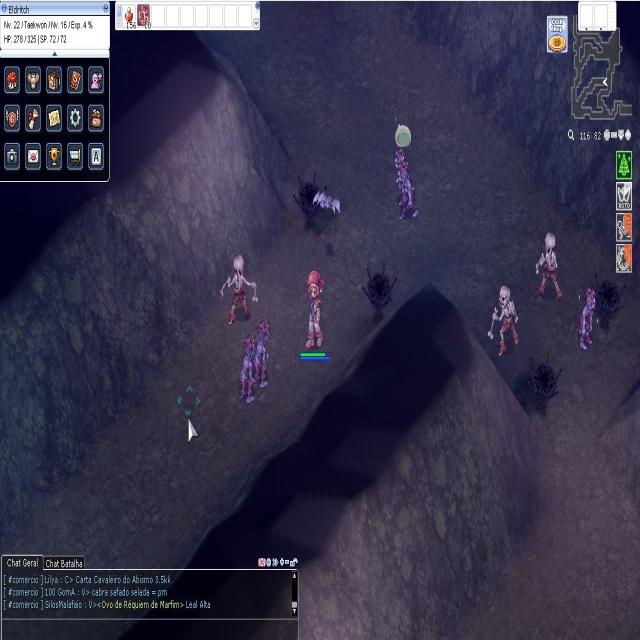 Eldritch
Nv. 22 / Taekwon / Nv. 16 / Exp. 4 %
HP. 278 / 325 | SP. 72 / 72
116 82
ROTD
Chat Geral Chat Batalha
[ #comercio ] Lilya : C> Carta Cavaleiro do Abismo 3.5kk
[ #comercio ] 100 GomA : V> cabra safado selada = pm
[ #comercio ] SilosMalafaio : V><Ovo de Réquiem de Marfim> Leal Alta